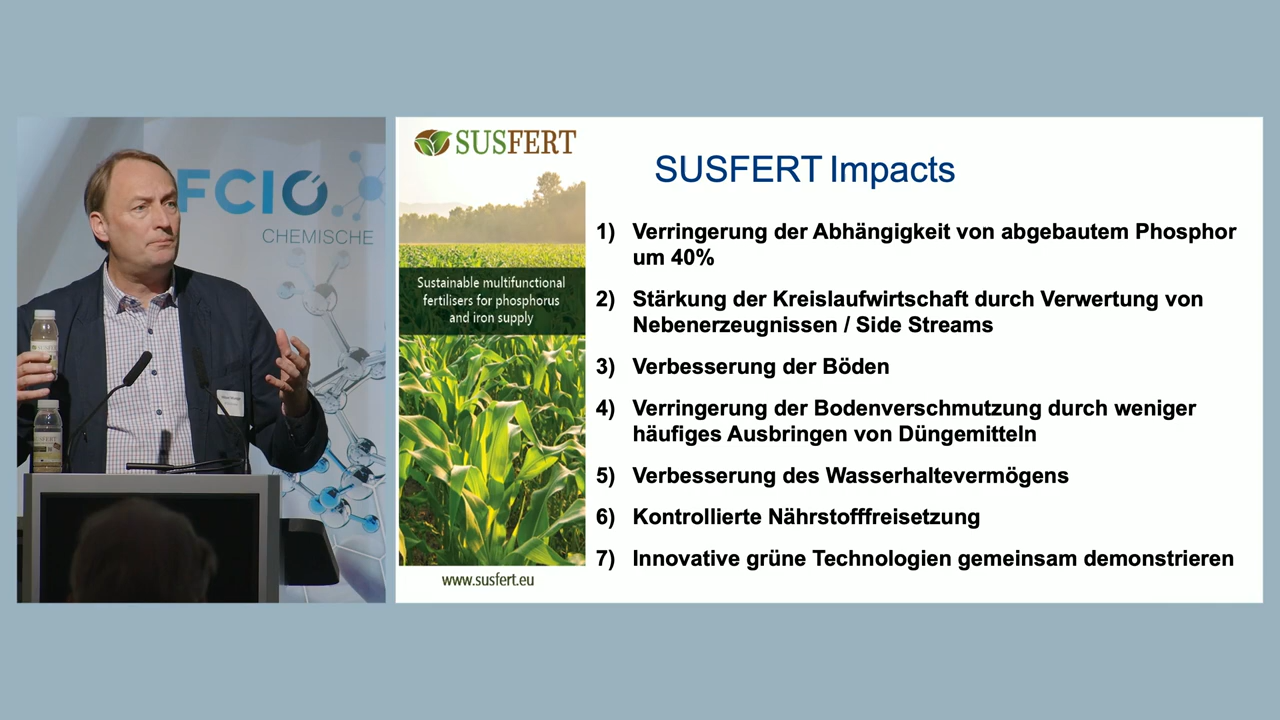 FCIO
CHEMISCHE
SUSFERT
SUSFERT
SUSFERT
Sustainable multifunctional
fertilisers for phosphorus
and iron supply
www.susfert.eu
SUSFERT Impacts
1) Verringerung der Abhängigkeit von abgebautem Phosphor
um 40%
2) Stärkung der Kreislaufwirtschaft durch Verwertung von
Nebenerzeugnissen / Side Streams
3) Verbesserung der Böden
4) Verringerung der Bodenverschmutzung durch weniger
häufiges Ausbringen von Düngemitteln
5) Verbesserung des Wasserhaltevermögens
6) Kontrollierte Nährstofffreisetzung
7) Innovative grüne Technologien gemeinsam demonstrieren